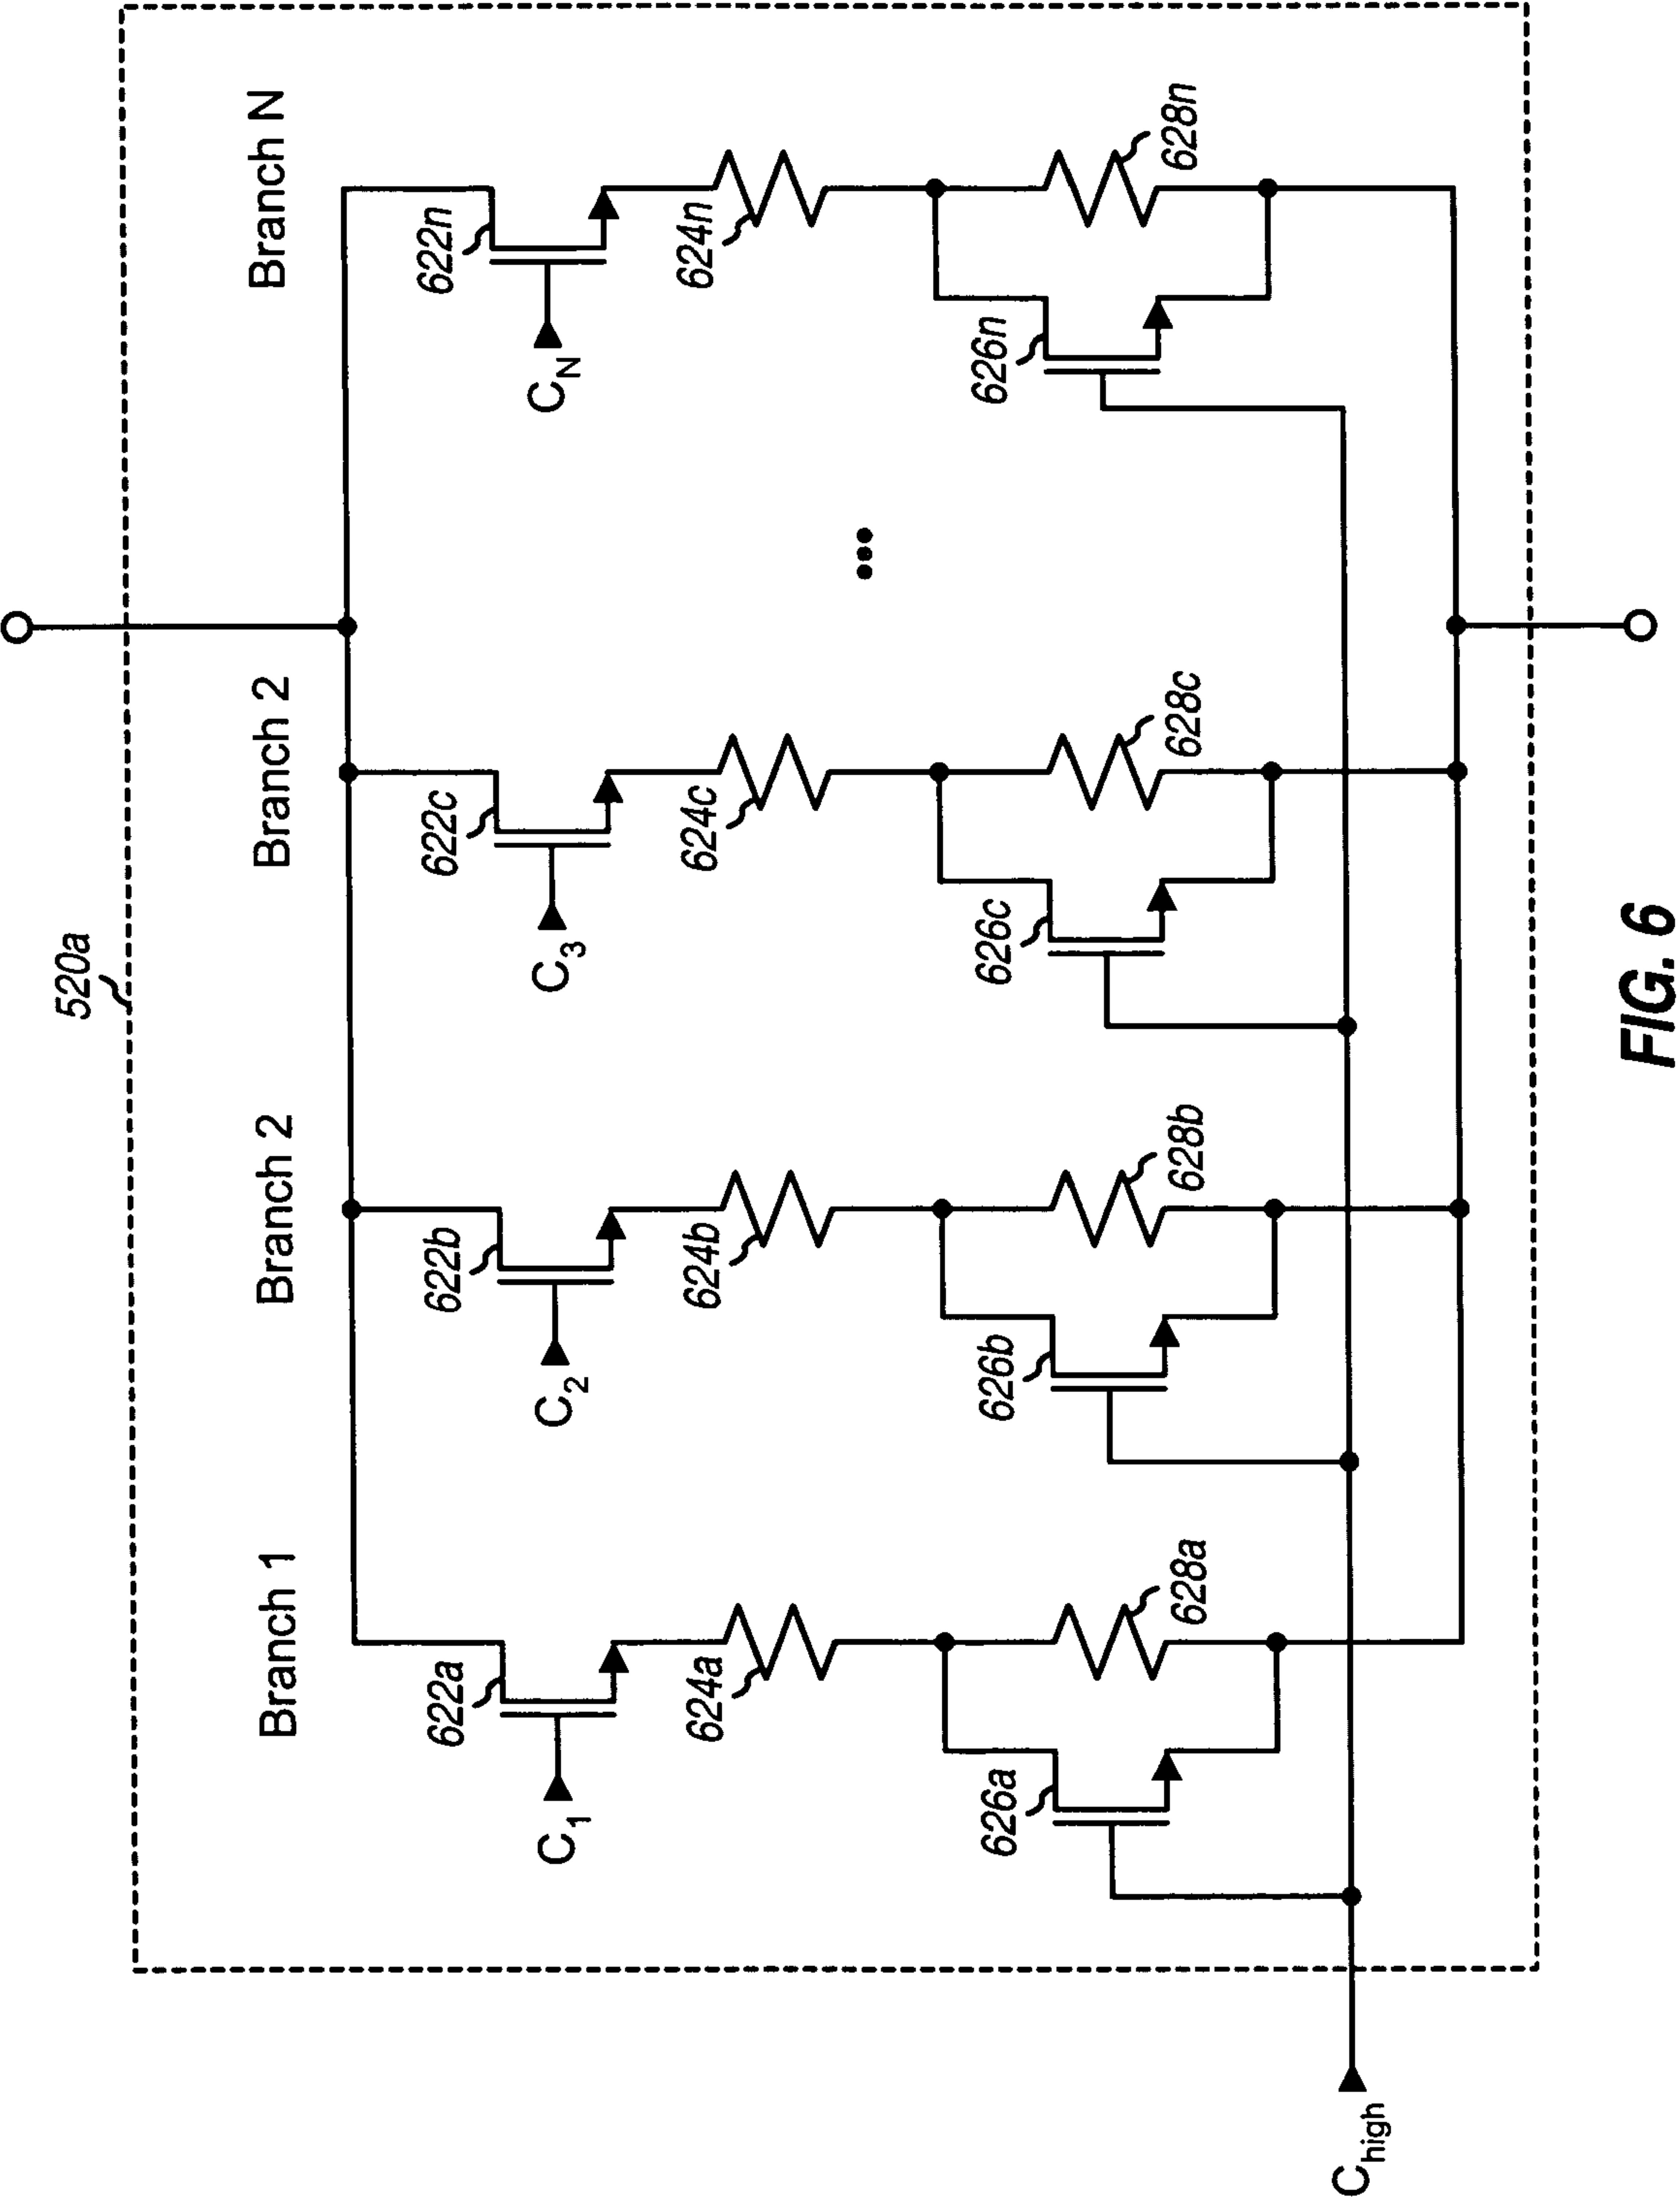 520a
Branch 1
Branch 2
Branch 2
Branch N
622a
622b
622c
622n
C1
C2
C3
CN
624a
624b
624c
624n
626a
626b
626c
626n
628a
628b
628c
628n
Chigh
FIG. 6